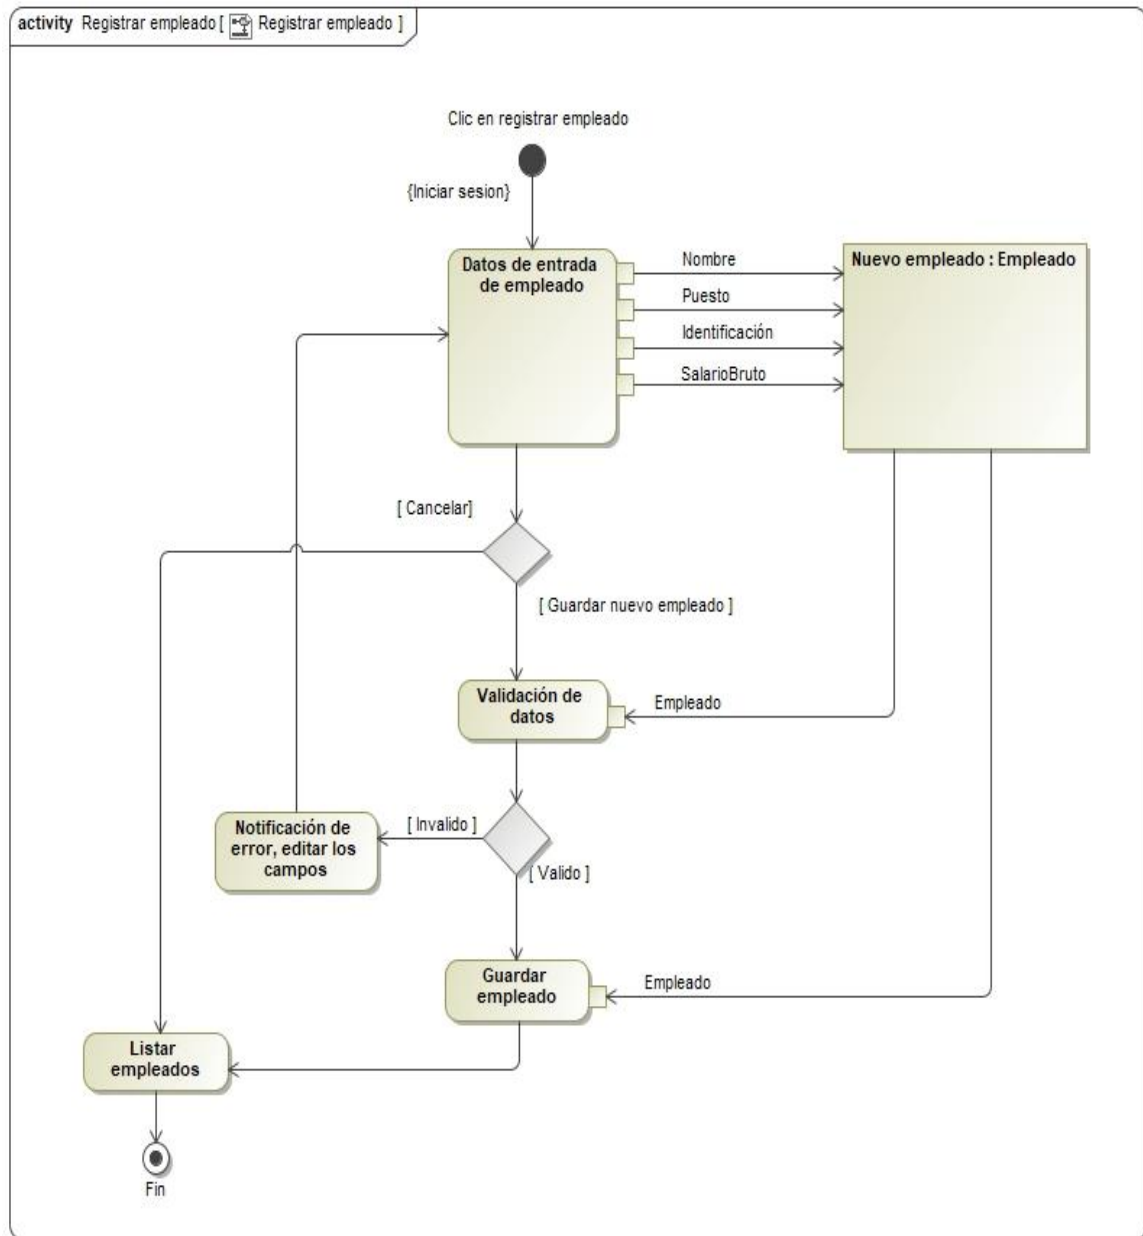 activity Registrar empleado [ Registrar empleado ]
Clic en registrar empleado
{Iniciar sesion}
Datos de entrada
de empleado
Nombre
Puesto
Identificación
SalarioBruto
Nuevo empleado : Empleado
[ Cancelar]
[ Guardar nuevo empleado ]
Validación de
datos
Empleado
Notificación de
error, editar los
campos
[ Invalido ]
[ Valido ]
Guardar
empleado
Empleado
Listar
empleados
Fin